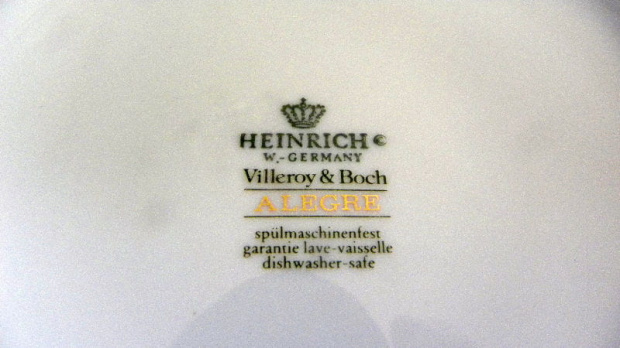 HEINRICH©
W.-GERMANY
Villeroy & Boch
ALEGRE
spülmaschinenfest
garantie lave-vaisselle
dishwasher-safe